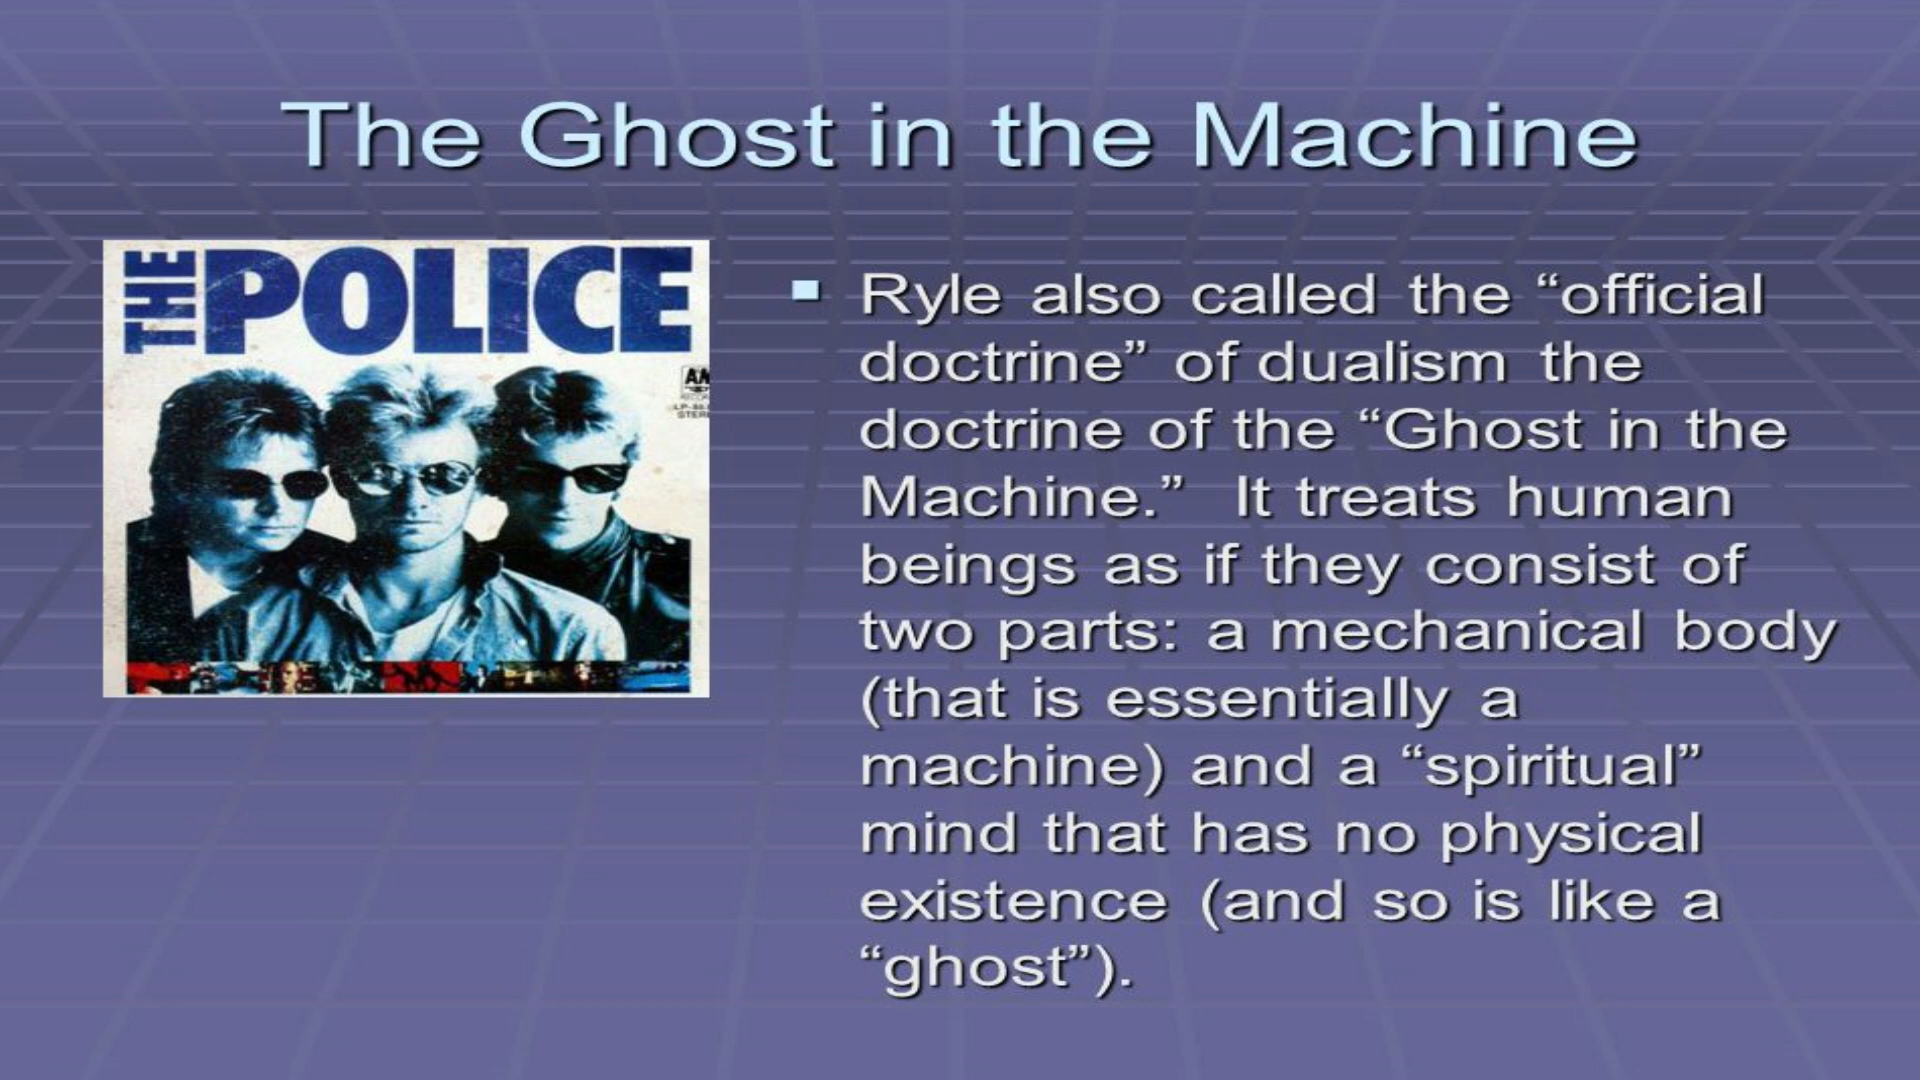 The Ghost in the Machine
THE POLICE
Ryle also called the “official
doctrine” of dualism the
doctrine of the “Ghost in the
Machine.” It treats human
beings as if they consist of
two parts: a mechanical body
(that is essentially a
machine) and a “spiritual”
mind that has no physical
existence (and so is like a
“ghost”).